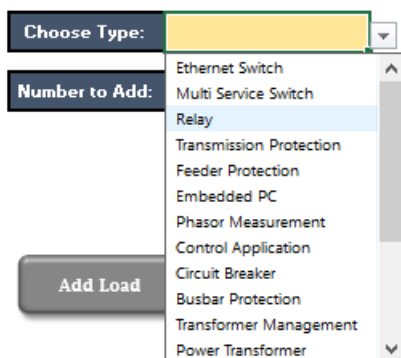 Choose Type:
Ethernet Switch
Multi Service Switch
Number to Add:
Relay
Transmission Protection
Feeder Protection
Embedded PC
Phasor Measurement
Control Application
Circuit Breaker
Add Load
Busbar Protection
Transformer Management
Power Transformer